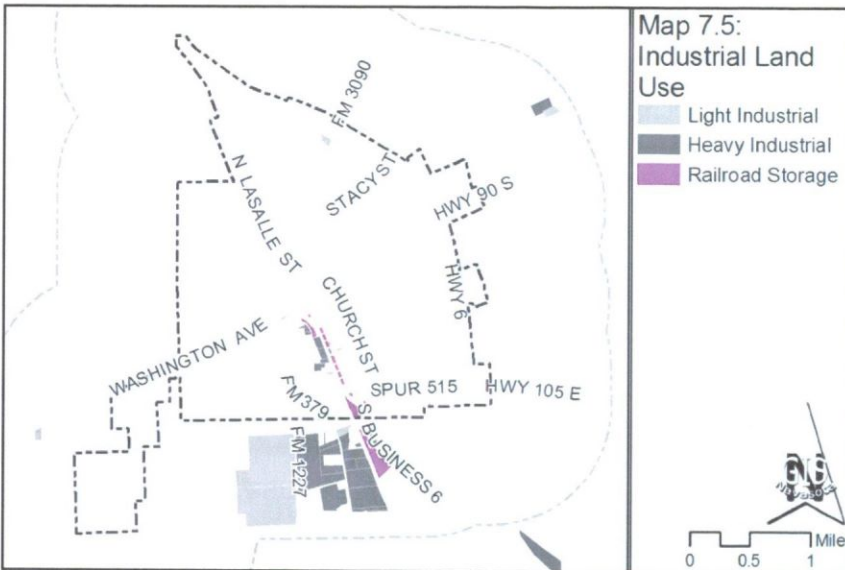 Map 7.5:
Industrial Land
Use
Light Industrial
Heavy Industrial
Railroad Storage
FM 3090
STACY ST
N LASALLE ST
HWY 90 S
HWY 6
CHURCH ST
WASHINGTON AVE
SPUR 515
HWY 105 E
FM 379
S BUSINESS 6
FM 1227
GIS
N
Mile
0 0.5 1